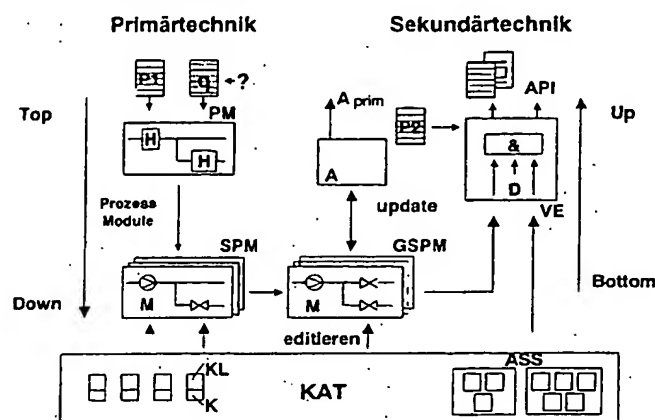 Primärtechnik
Sekundärtechnik
P1
q
?
PM
H
H
Top
Prozess
Module
Down
SPM
M
A prim
P2
A
update
GSPM
M
editieren
API
&
D
VE
Up
Bottom
KL
K
KAT
ASS